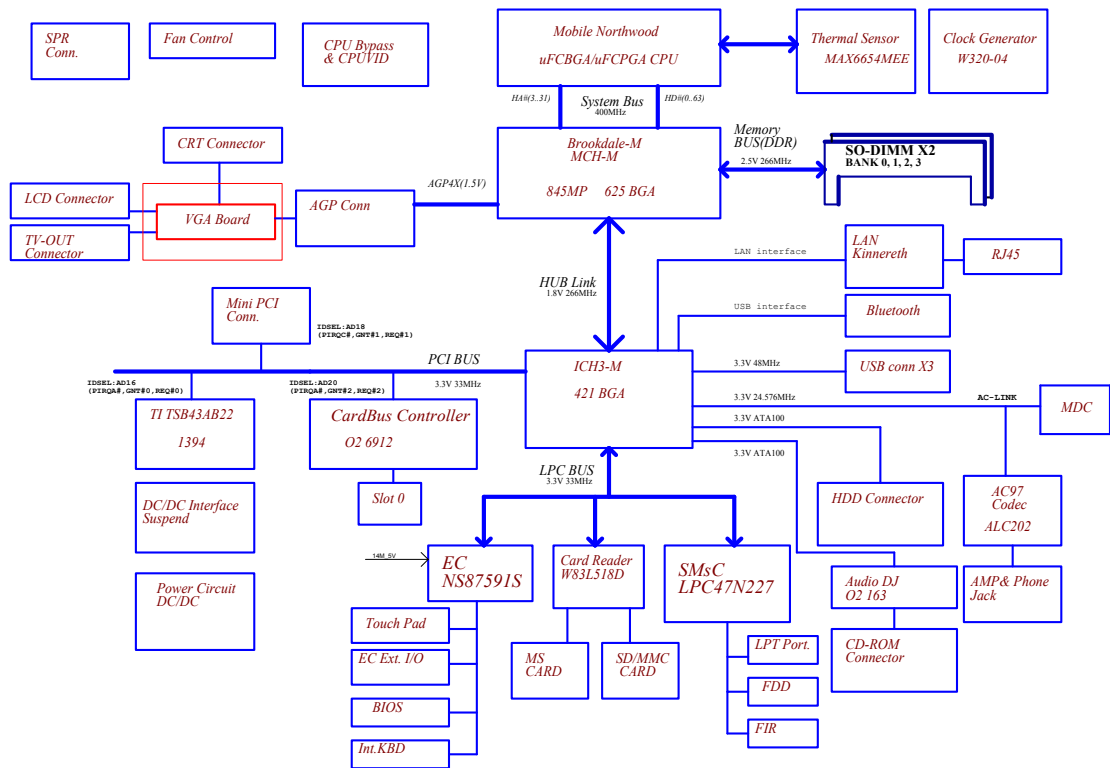 SPR
Conn.
Fan Control
CPU Bypass
& CPUVID
Mobile Northwood
uFCBGA/uFCPGA CPU
Thermal Sensor
MAX6654MEE
Clock Generator
W320-04
HA#(3..31)
System Bus
400MHz
HD#(0..63)
CRT Connector
LCD Connector
TV-OUT
Connector
VGA Board
AGP Conn
AGP4X(1.5V)
Brookdale-M
MCH-M
845MP 625 BGA
Memory
BUS(DDR)
2.5V 266MHz
SO-DIMM X2
BANK 0, 1, 2, 3
HUB Link
1.8V 266MHz
LAN interface
LAN
Kinnereth
RJ45
USB interface
Bluetooth
Mini PCI
Conn.
IDSEL:AD18
(PIRQC#,GNT#1,REQ#1)
PCI BUS
3.3V 33MHz
IDSEL:AD16
(PIRQA#,GNT#0,REQ#0)
IDSEL:AD20
(PIRQA#,GNT#2,REQ#2)
ICH3-M
421 BGA
3.3V 48MHz
USB conn X3
3.3V 24.576MHz
AC-LINK
MDC
3.3V ATA100
3.3V ATA100
TI TSB43AB22
1394
CardBus Controller
O2 6912
Slot 0
DC/DC Interface
Suspend
Power Circuit
DC/DC
LPC BUS
3.3V 33MHz
HDD Connector
AC97
Codec
ALC202
14M_5V
EC
NS87591S
Card Reader
W83L518D
SMsC
LPC47N227
Audio DJ
O2 163
AMP& Phone
Jack
Touch Pad
EC Ext. I/O
BIOS
Int.KBD
MS
CARD
SD/MMC
CARD
LPT Port.
FDD
FIR
CD-ROM
Connector